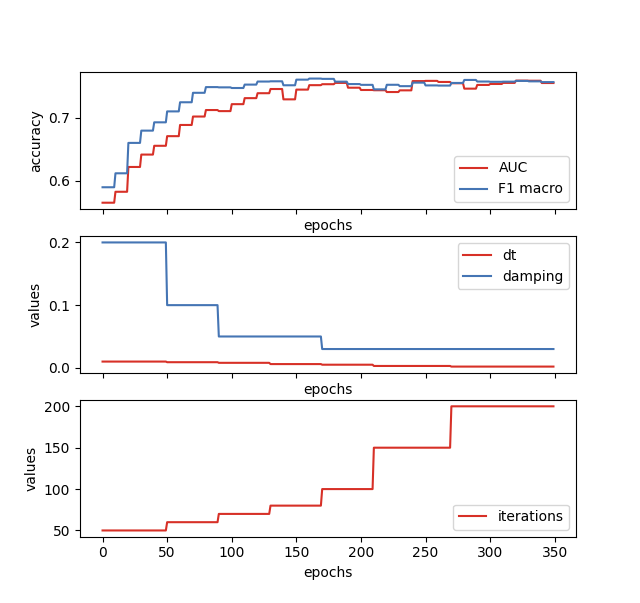 accuracy
0.7
0.6
AUC
F1 macro
epochs
values
0.2
0.1
0.0
dt
damping
epochs
values
200
150
100
50
iterations
0 50 100 150 200 250 300 350
epochs